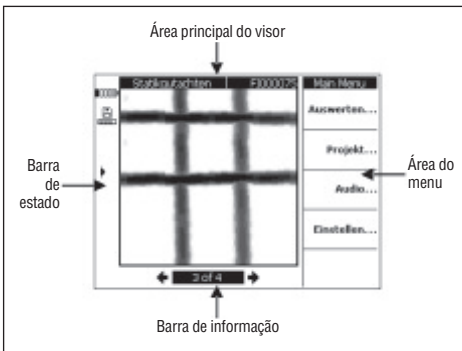 Área principal do visor
Statikgutachten FI000075 Main Menu
Auswerten...
Projekt...
Audio...
Einstellen...
Barra
de
estado
Área do
menu
3 of 4
Barra de informação